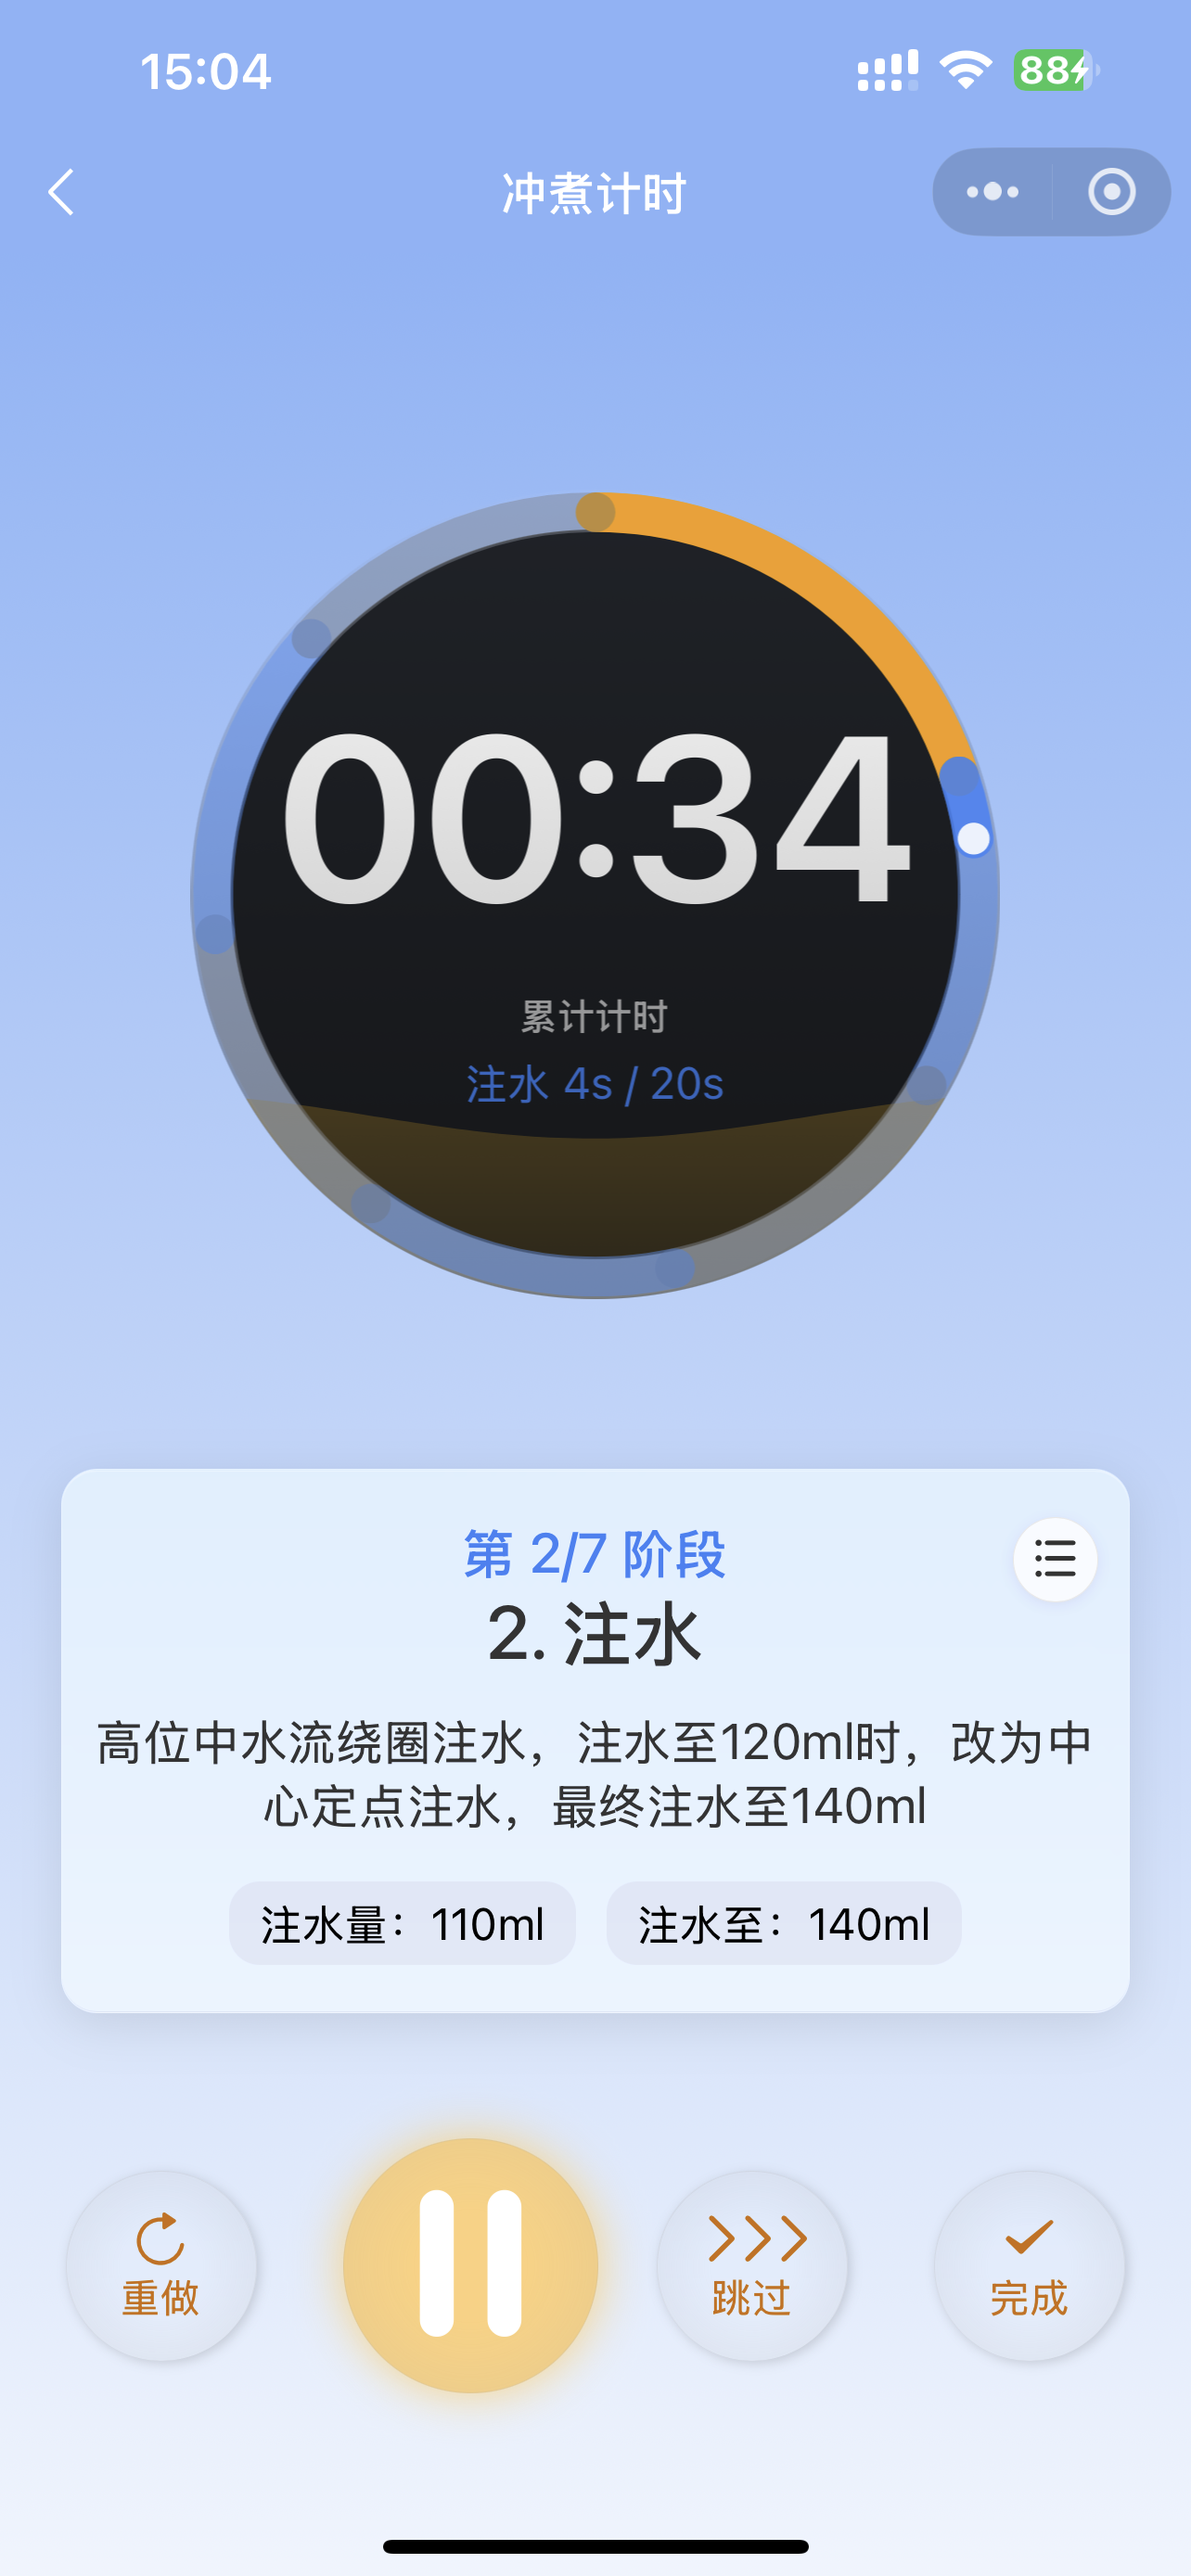 15:04
88
冲煮计时
00:34
累计计时
注水 4s / 20s
第 2/7 阶段
2. 注水
高位中水流绕圈注水，注水至120ml时，改为中
心定点注水，最终注水至140ml
注水量：110ml
注水至：140ml
重做
跳过
完成